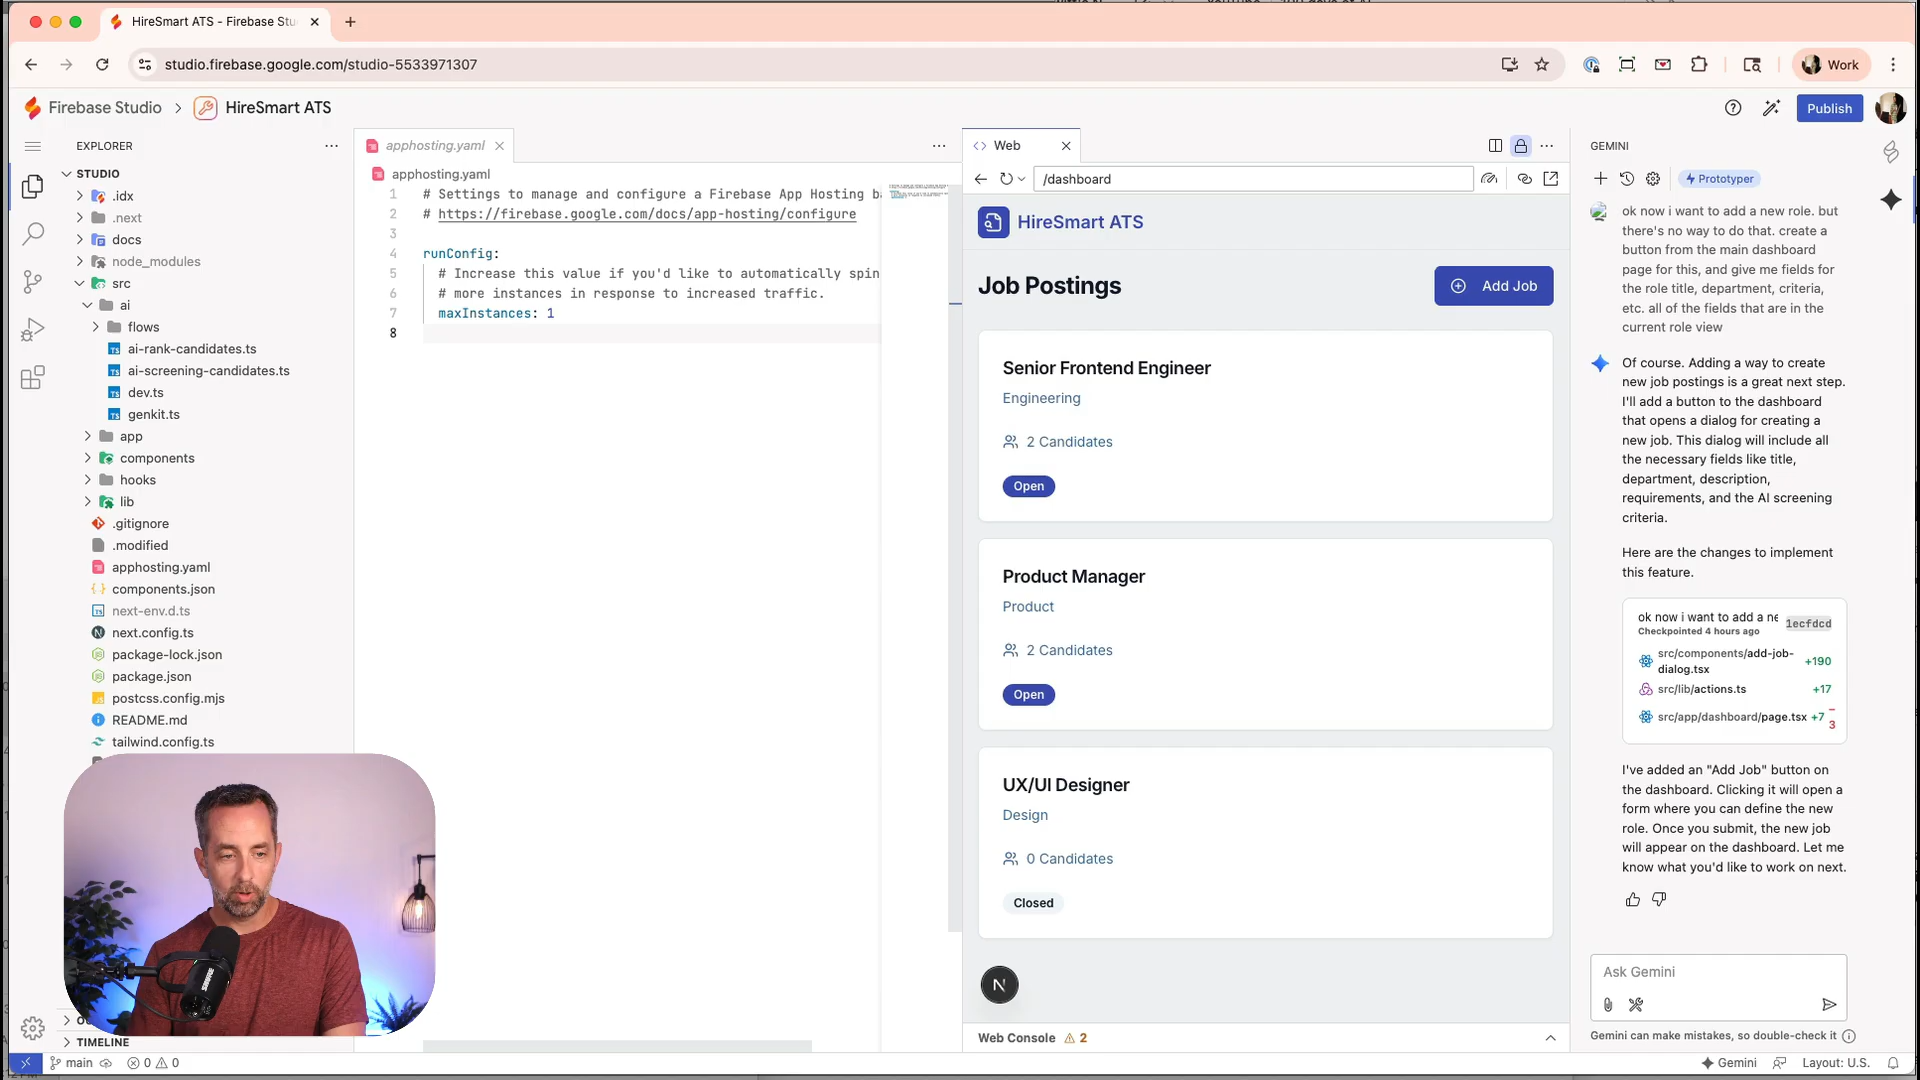 HireSmart ATS - Firebase Stu
studio.firebase.google.com/studio-5533971307
Work
Firebase Studio > HireSmart ATS
Publish
EXPLORER
STUDIO
.idx
.next
docs
node_modules
src
ai
flows
ai-rank-candidates.ts
ai-screening-candidates.ts
dev.ts
genkit.ts
app
components
hooks
lib
.gitignore
.modified
apphosting.yaml
components.json
next-env.d.ts
next.config.ts
package-lock.json
package.json
postcss.config.mjs
README.md
tailwind.config.ts
TIMELINE
main
0 0
apphosting.yaml
apphosting.yaml
1 # Settings to manage and configure a Firebase App Hosting ba
2 # https://firebase.google.com/docs/app-hosting/configure
3
4 runConfig:
5 # Increase this value if you'd like to automatically spin
6 # more instances in response to increased traffic.
7 maxInstances: 1
8
Web
/dashboard
HireSmart ATS
Job Postings
Add Job
Senior Frontend Engineer
Engineering
2 Candidates
Open
Product Manager
Product
2 Candidates
Open
UX/UI Designer
Design
0 Candidates
Closed
N
Web Console 2
GEMINI
Prototyper
ok now i want to add a new role. but
there's no way to do that. create a
button from the main dashboard
page for this, and give me fields for
the role title, department, criteria,
etc. all of the fields that are in the
current role view
Of course. Adding a way to create
new job postings is a great next step.
I'll add a button to the dashboard
that opens a dialog for creating a
new job. This dialog will include all
the necessary fields like title,
department, description,
requirements, and the AI screening
criteria.
Here are the changes to implement
this feature.
ok now i want to add a ne 1ecfdcd
Checkpointed 4 hours ago
src/components/add-job-
dialog.tsx +190
src/lib/actions.ts +17
src/app/dashboard/page.tsx +7 -3
I've added an "Add Job" button on
the dashboard. Clicking it will open a
form where you can define the new
role. Once you submit, the new job
will appear on the dashboard. Let me
know what you'd like to work on next.
Ask Gemini
Gemini can make mistakes, so double-check it
Gemini
Layout: U.S.